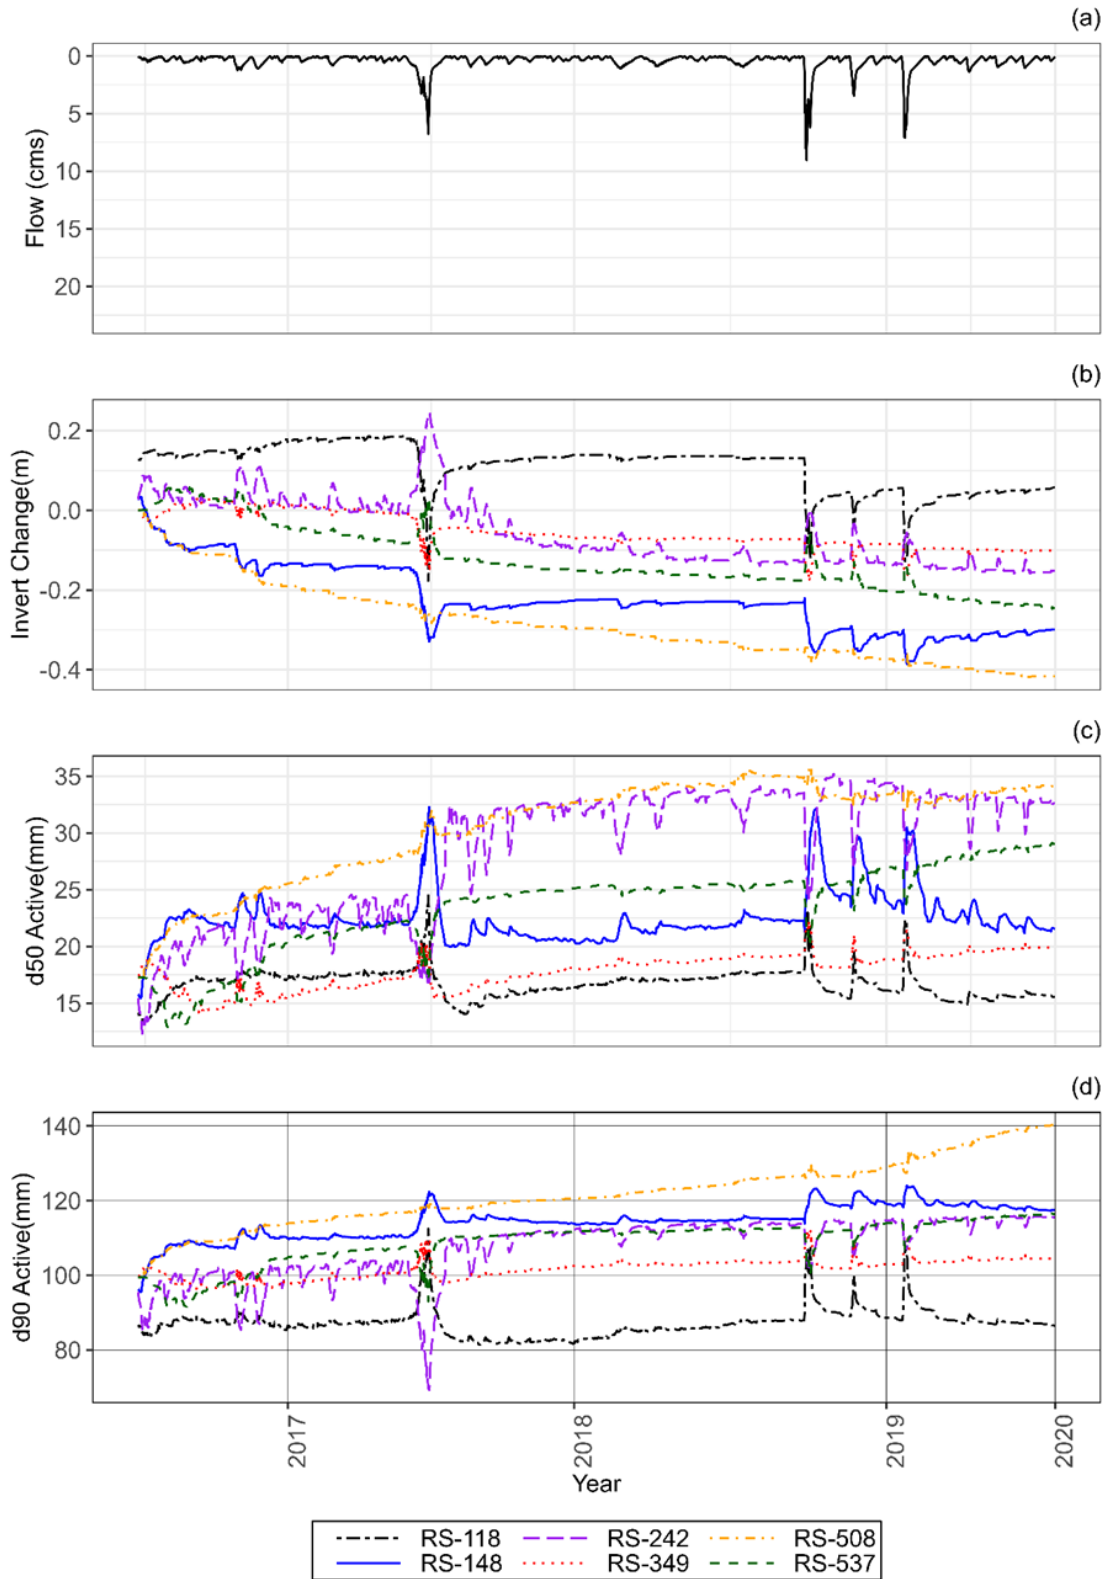 (a)
0
5
10
15
20
Flow (cms)
(b)
0.2
0.0
-0.2
-0.4
Invert Change(m)
(c)
35
30
25
20
15
d50 Active(mm)
(d)
140
120
100
80
d90 Active(mm)
2017 2018 2019 2020
Year
RS-118 RS-242 RS-508
RS-148 RS-349 RS-537